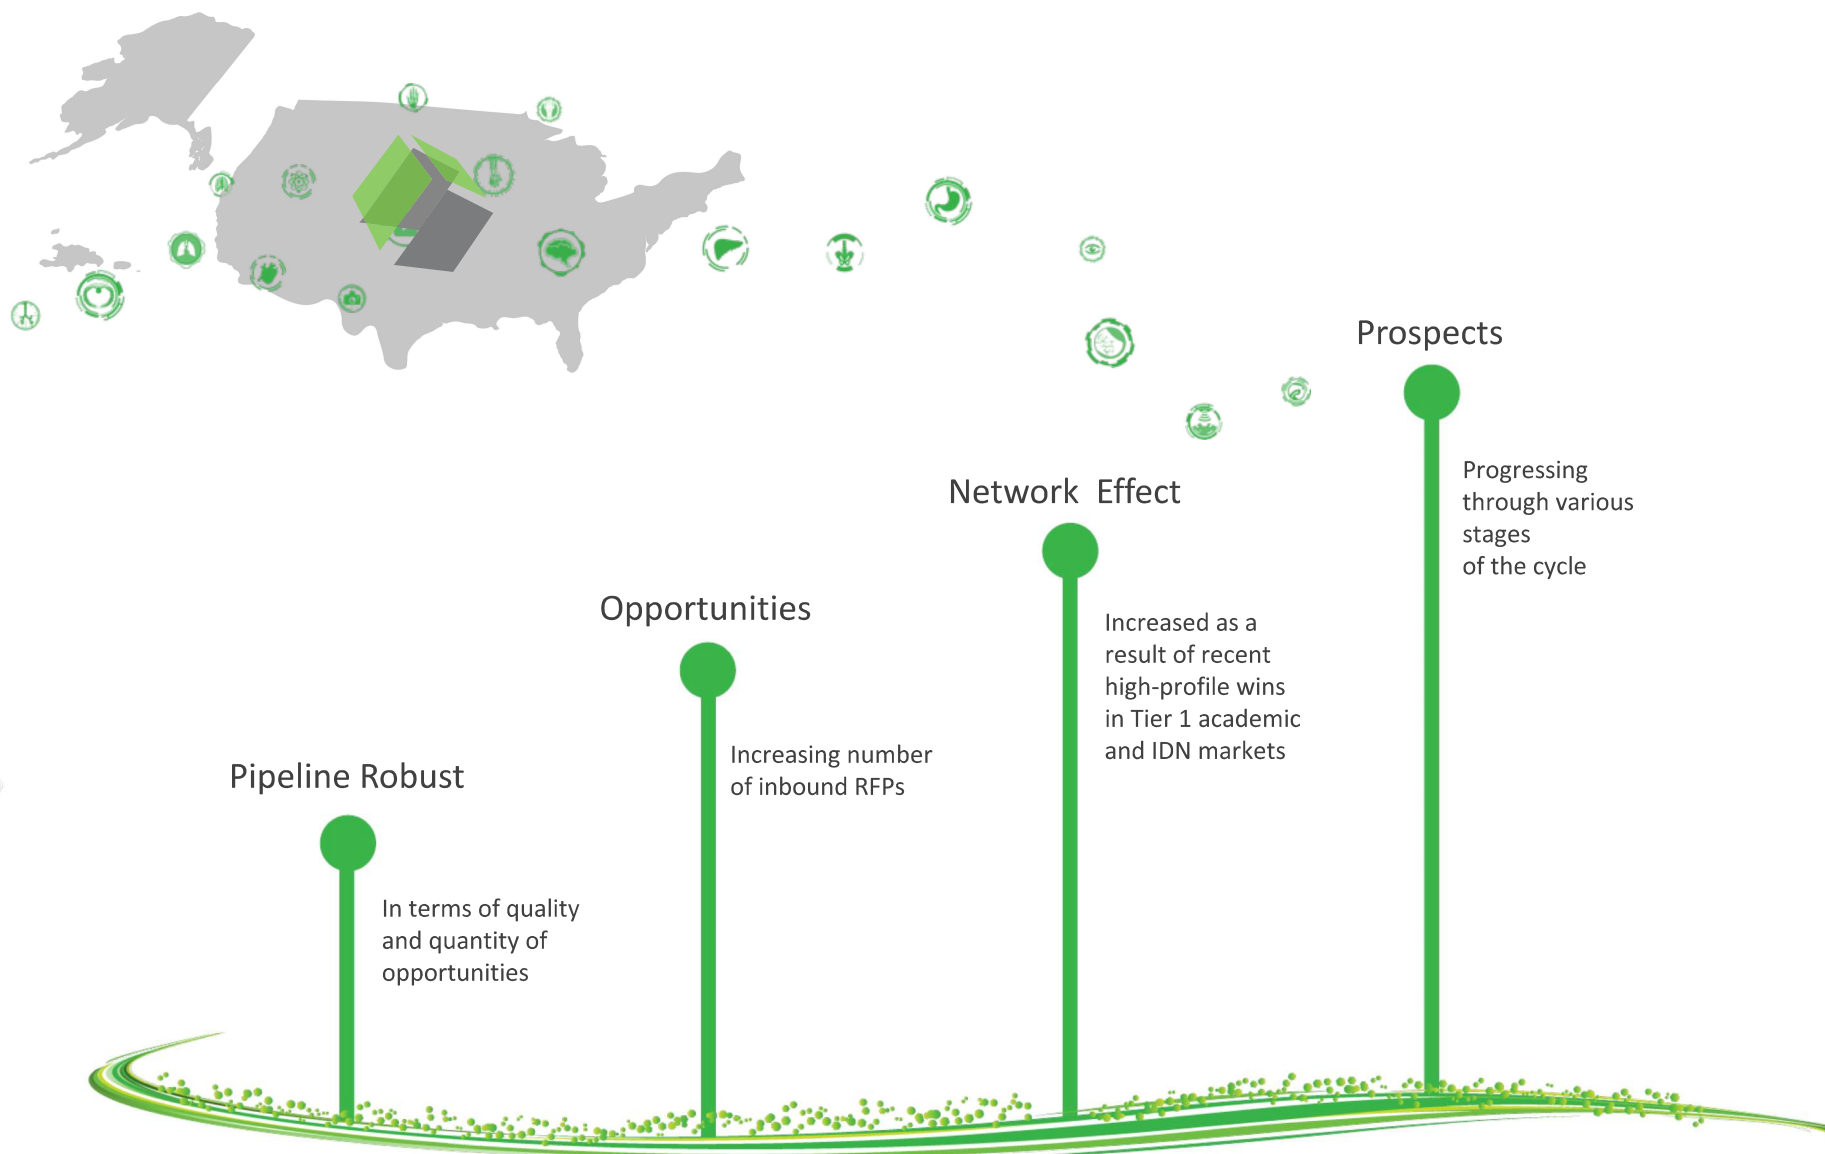 Prospects
Progressing
through various
stages
of the cycle
Network Effect
Increased as a
result of recent
high-profile wins
in Tier 1 academic
and IDN markets
Opportunities
Increasing number
of inbound RFPs
Pipeline Robust
In terms of quality
and quantity of
opportunities